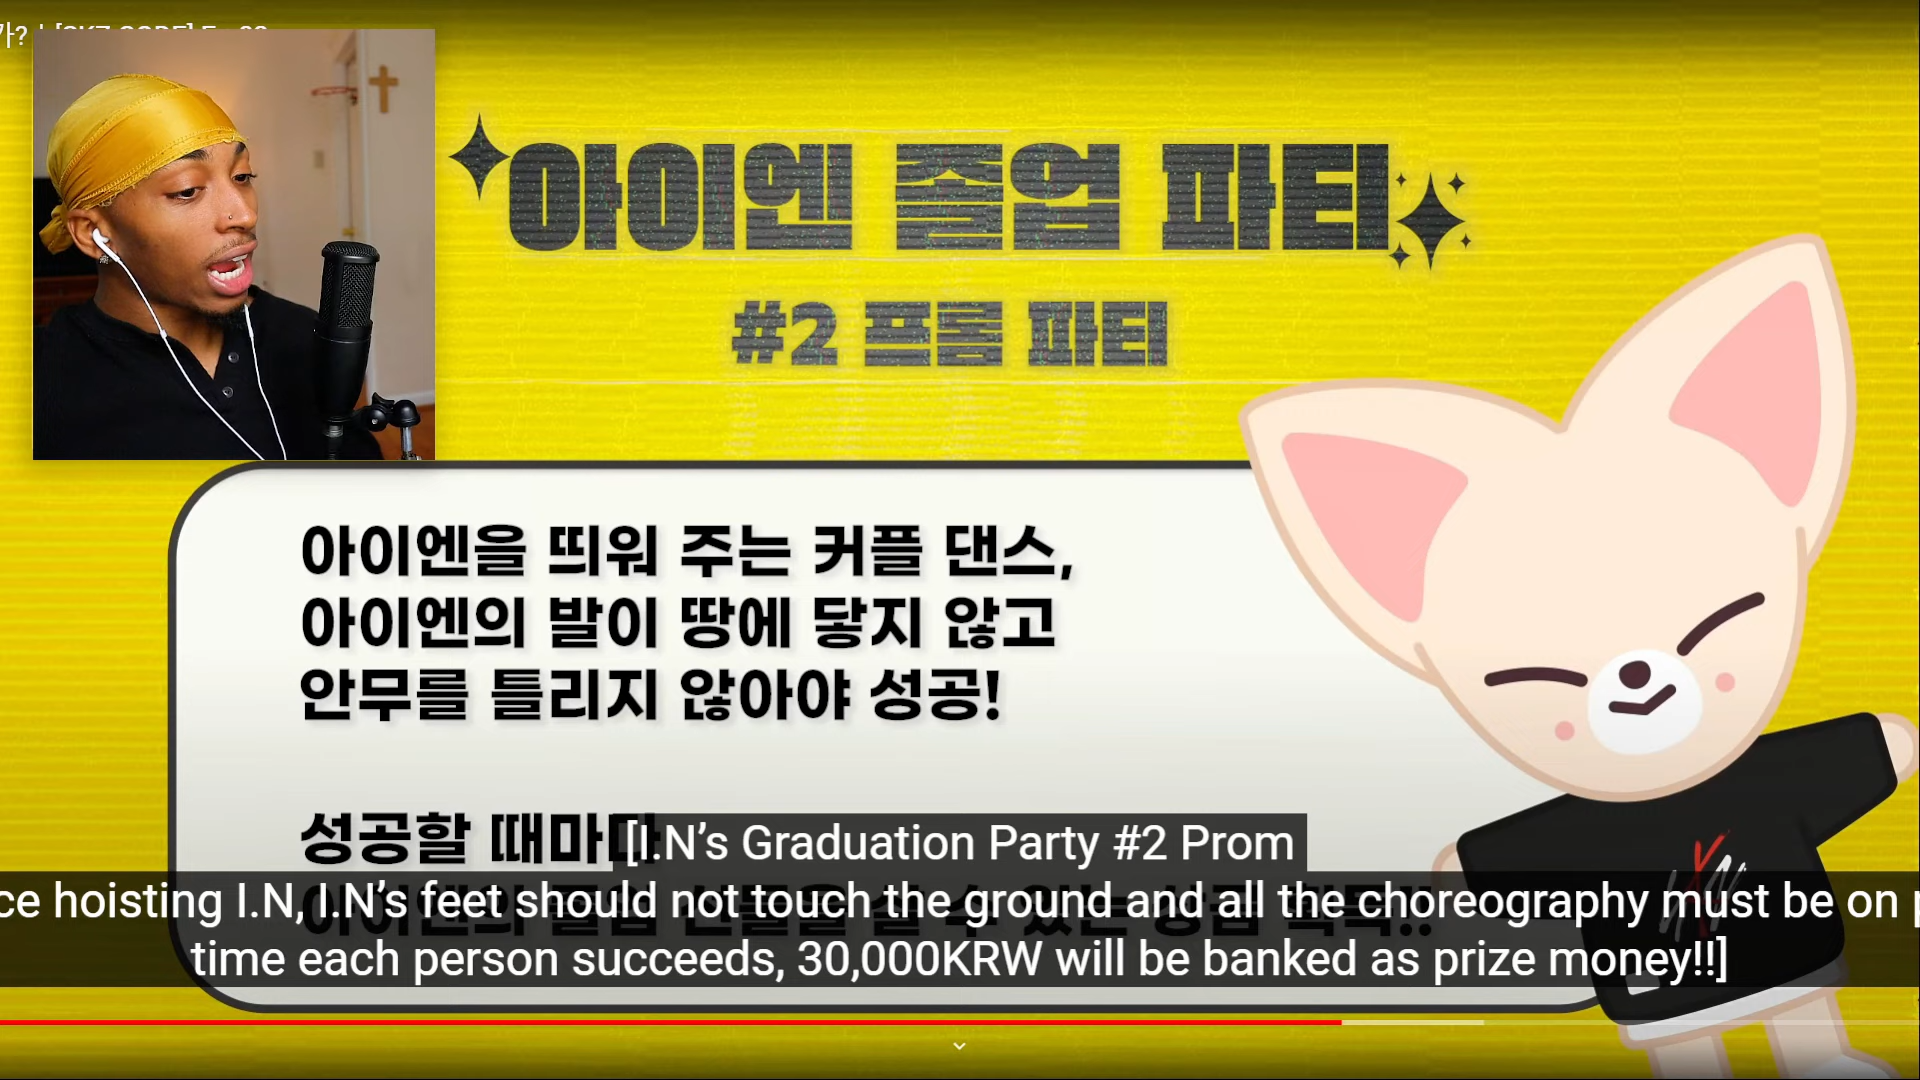 아이엔 졸업 파티
#2 프롬 파티
아이엔을 띄워 주는 커플 댄스,
아이엔의 발이 땅에 닿지 않고
안무를 틀리지 않아야 성공!
성공할 때마다
[I.N’s Graduation Party #2 Prom
hoisting I.N, I.N’s feet should not touch the ground and all the choreography must be on
time each person succeeds, 30,000KRW will be banked as prize money!!]